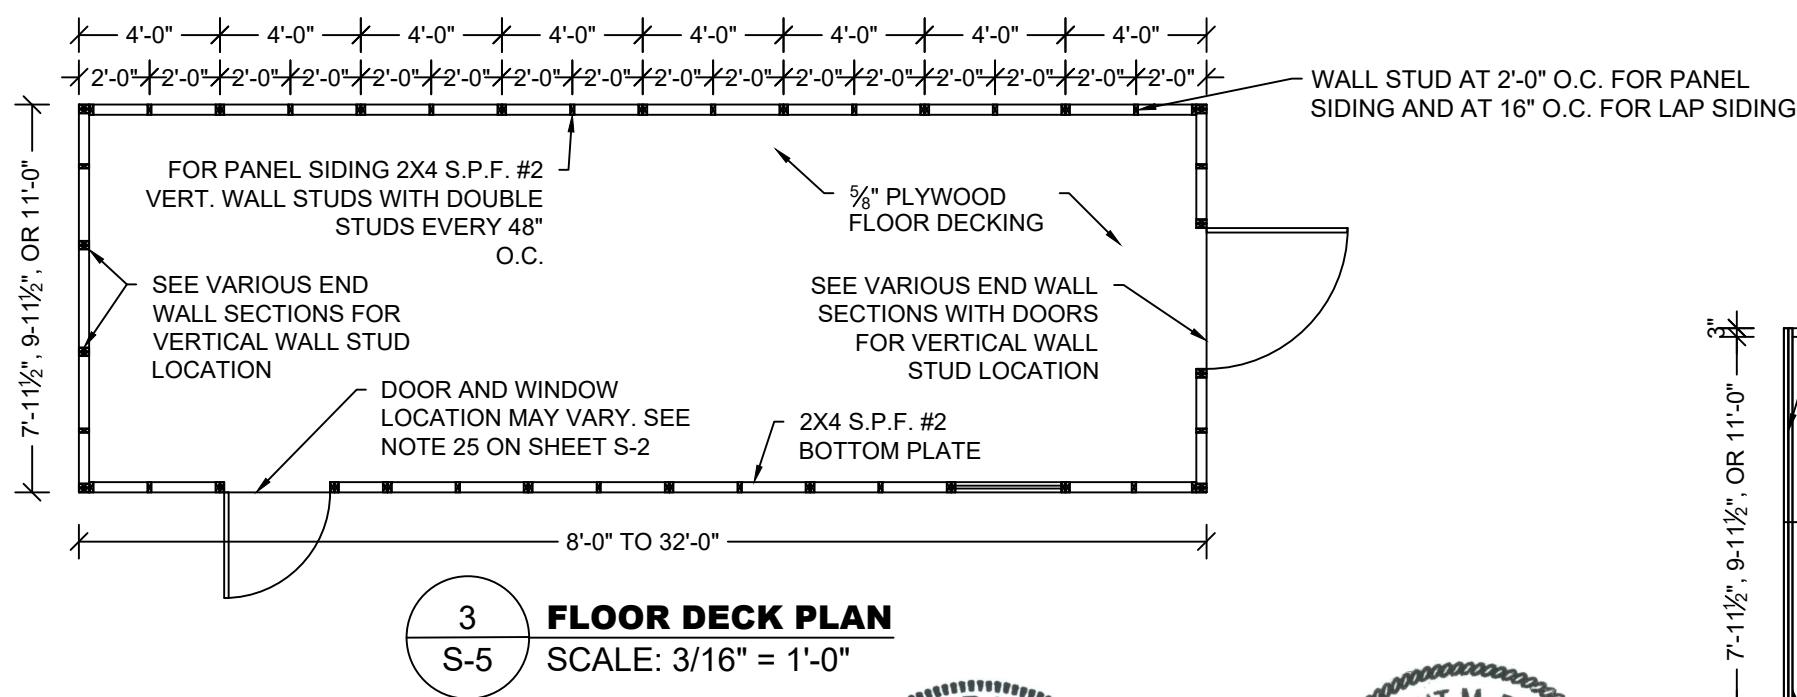 4'-0" 4'-0" 4'-0" 4'-0" 4'-0" 4'-0" 4'-0" 4'-0"
2'-0" 2'-0" 2'-0" 2'-0" 2'-0" 2'-0" 2'-0" 2'-0" 2'-0" 2'-0" 2'-0" 2'-0" 2'-0" 2'-0" 2'-0" 2'-0"
WALL STUD AT 2'-0" O.C. FOR PANEL
SIDING AND AT 16" O.C. FOR LAP SIDING
7'-11½", 9-11½", OR 11'-0"
FOR PANEL SIDING 2X4 S.P.F. #2
VERT. WALL STUDS WITH DOUBLE
STUDS EVERY 48"
O.C.
⅝" PLYWOOD
FLOOR DECKING
SEE VARIOUS END
WALL SECTIONS FOR
VERTICAL WALL STUD
LOCATION
SEE VARIOUS END WALL
SECTIONS WITH DOORS
FOR VERTICAL WALL
STUD LOCATION
DOOR AND WINDOW
LOCATION MAY VARY. SEE
NOTE 25 ON SHEET S-2
2X4 S.P.F. #2
BOTTOM PLATE
8'-0" TO 32'-0"
3
S-5
FLOOR DECK PLAN
SCALE: 3/16" = 1'-0"
3"
7'-11½", 9-11½", OR 11'-0"